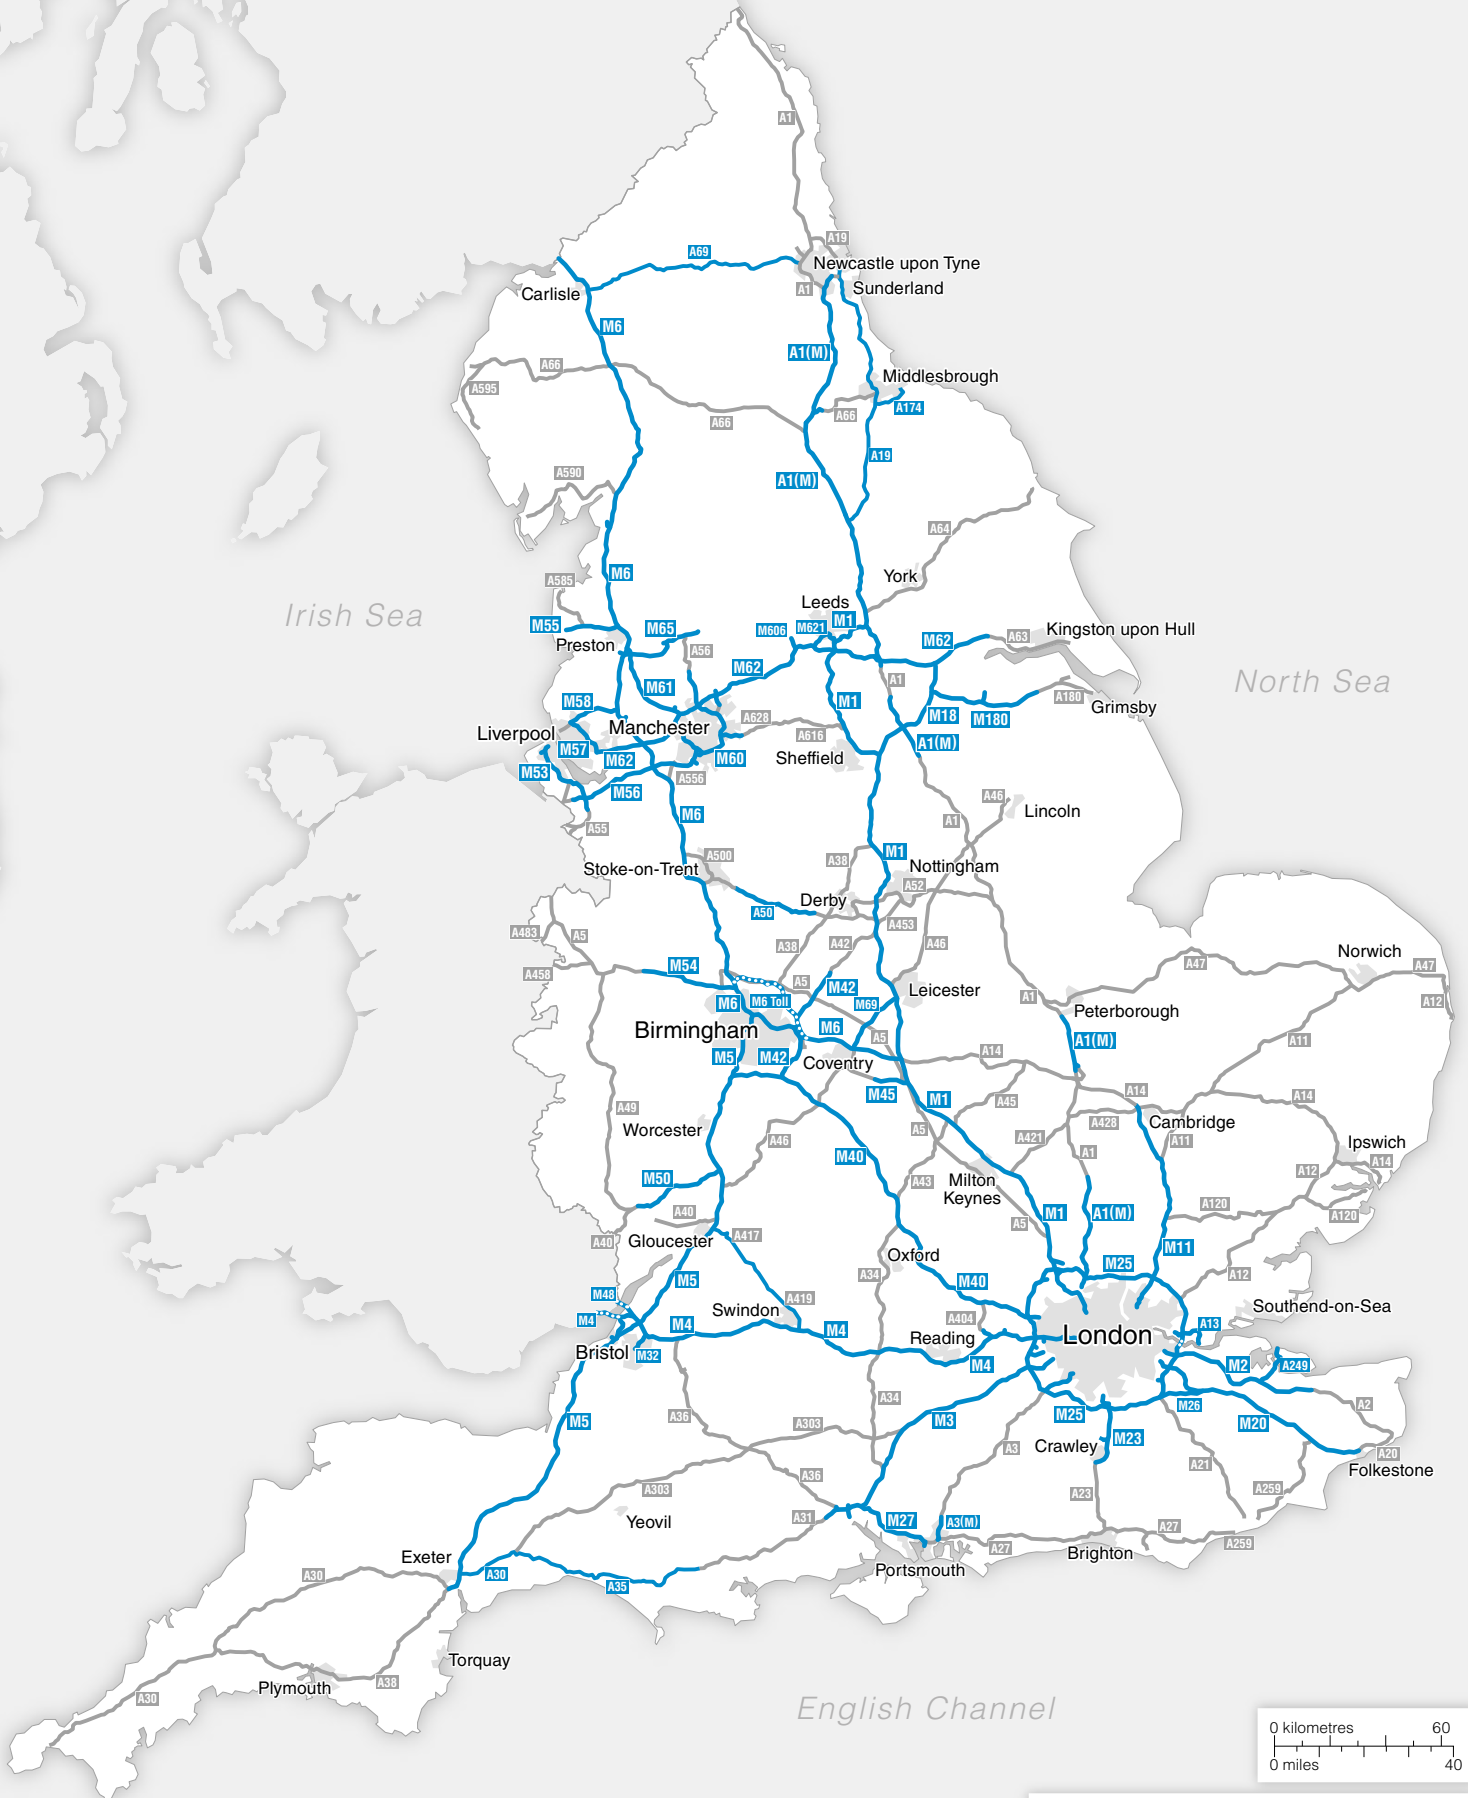 A1
A19
A69
Newcastle upon Tyne
A1
Sunderland
Carlisle
M6
A1(M)
A66
Middlesbrough
A595
A174
A66
A66
A19
A590
A1(M)
A64
M6
A585
York
Leeds
M55
M65
M606
M621
M1
Kingston upon Hull
M62
A63
Preston
A56
Irish Sea
M62
North Sea
M61
A1
M58
M1
A180
Grimsby
M18
M180
A628
Liverpool
Manchester
A616
M57
A1(M)
M62
M60
Sheffield
M53
A556
M56
A46
Lincoln
M6
A55
A1
A500
M1
Stoke-on-Trent
A38
Nottingham
A52
Derby
A50
A453
A483
A5
A38
A42
A46
Norwich
M54
A47
A47
A458
A5
M42
Leicester
A1
A12
M6
M6 Toll
M69
Peterborough
Birmingham
M6
A5
A1(M)
A11
M5
M42
Coventry
A14
M45
M1
A45
A14
A14
A49
A428
Cambridge
Worcester
A5
A421
A11
Ipswich
A46
A1
M40
A14
M50
Milton
Keynes
A43
A12
A40
M1
A1(M)
A120
A120
A5
A40
Gloucester
A417
M11
Oxford
M25
M5
A34
M40
A12
M48
A419
Swindon
Southend-on-Sea
M4
M4
M4
A404
A13
Reading
London
Bristol
M32
M4
M2
A249
M5
A36
A34
M3
M25
M26
A2
A303
M20
M23
Crawley
A3
A20
A21
Folkestone
A36
A303
A23
A259
A31
M27
A3(M)
Yeovil
A27
A27
A259
Exeter
Brighton
A30
A30
A35
Portsmouth
Torquay
Plymouth
A38
A30
English Channel
0 kilometres 60
0 miles 40